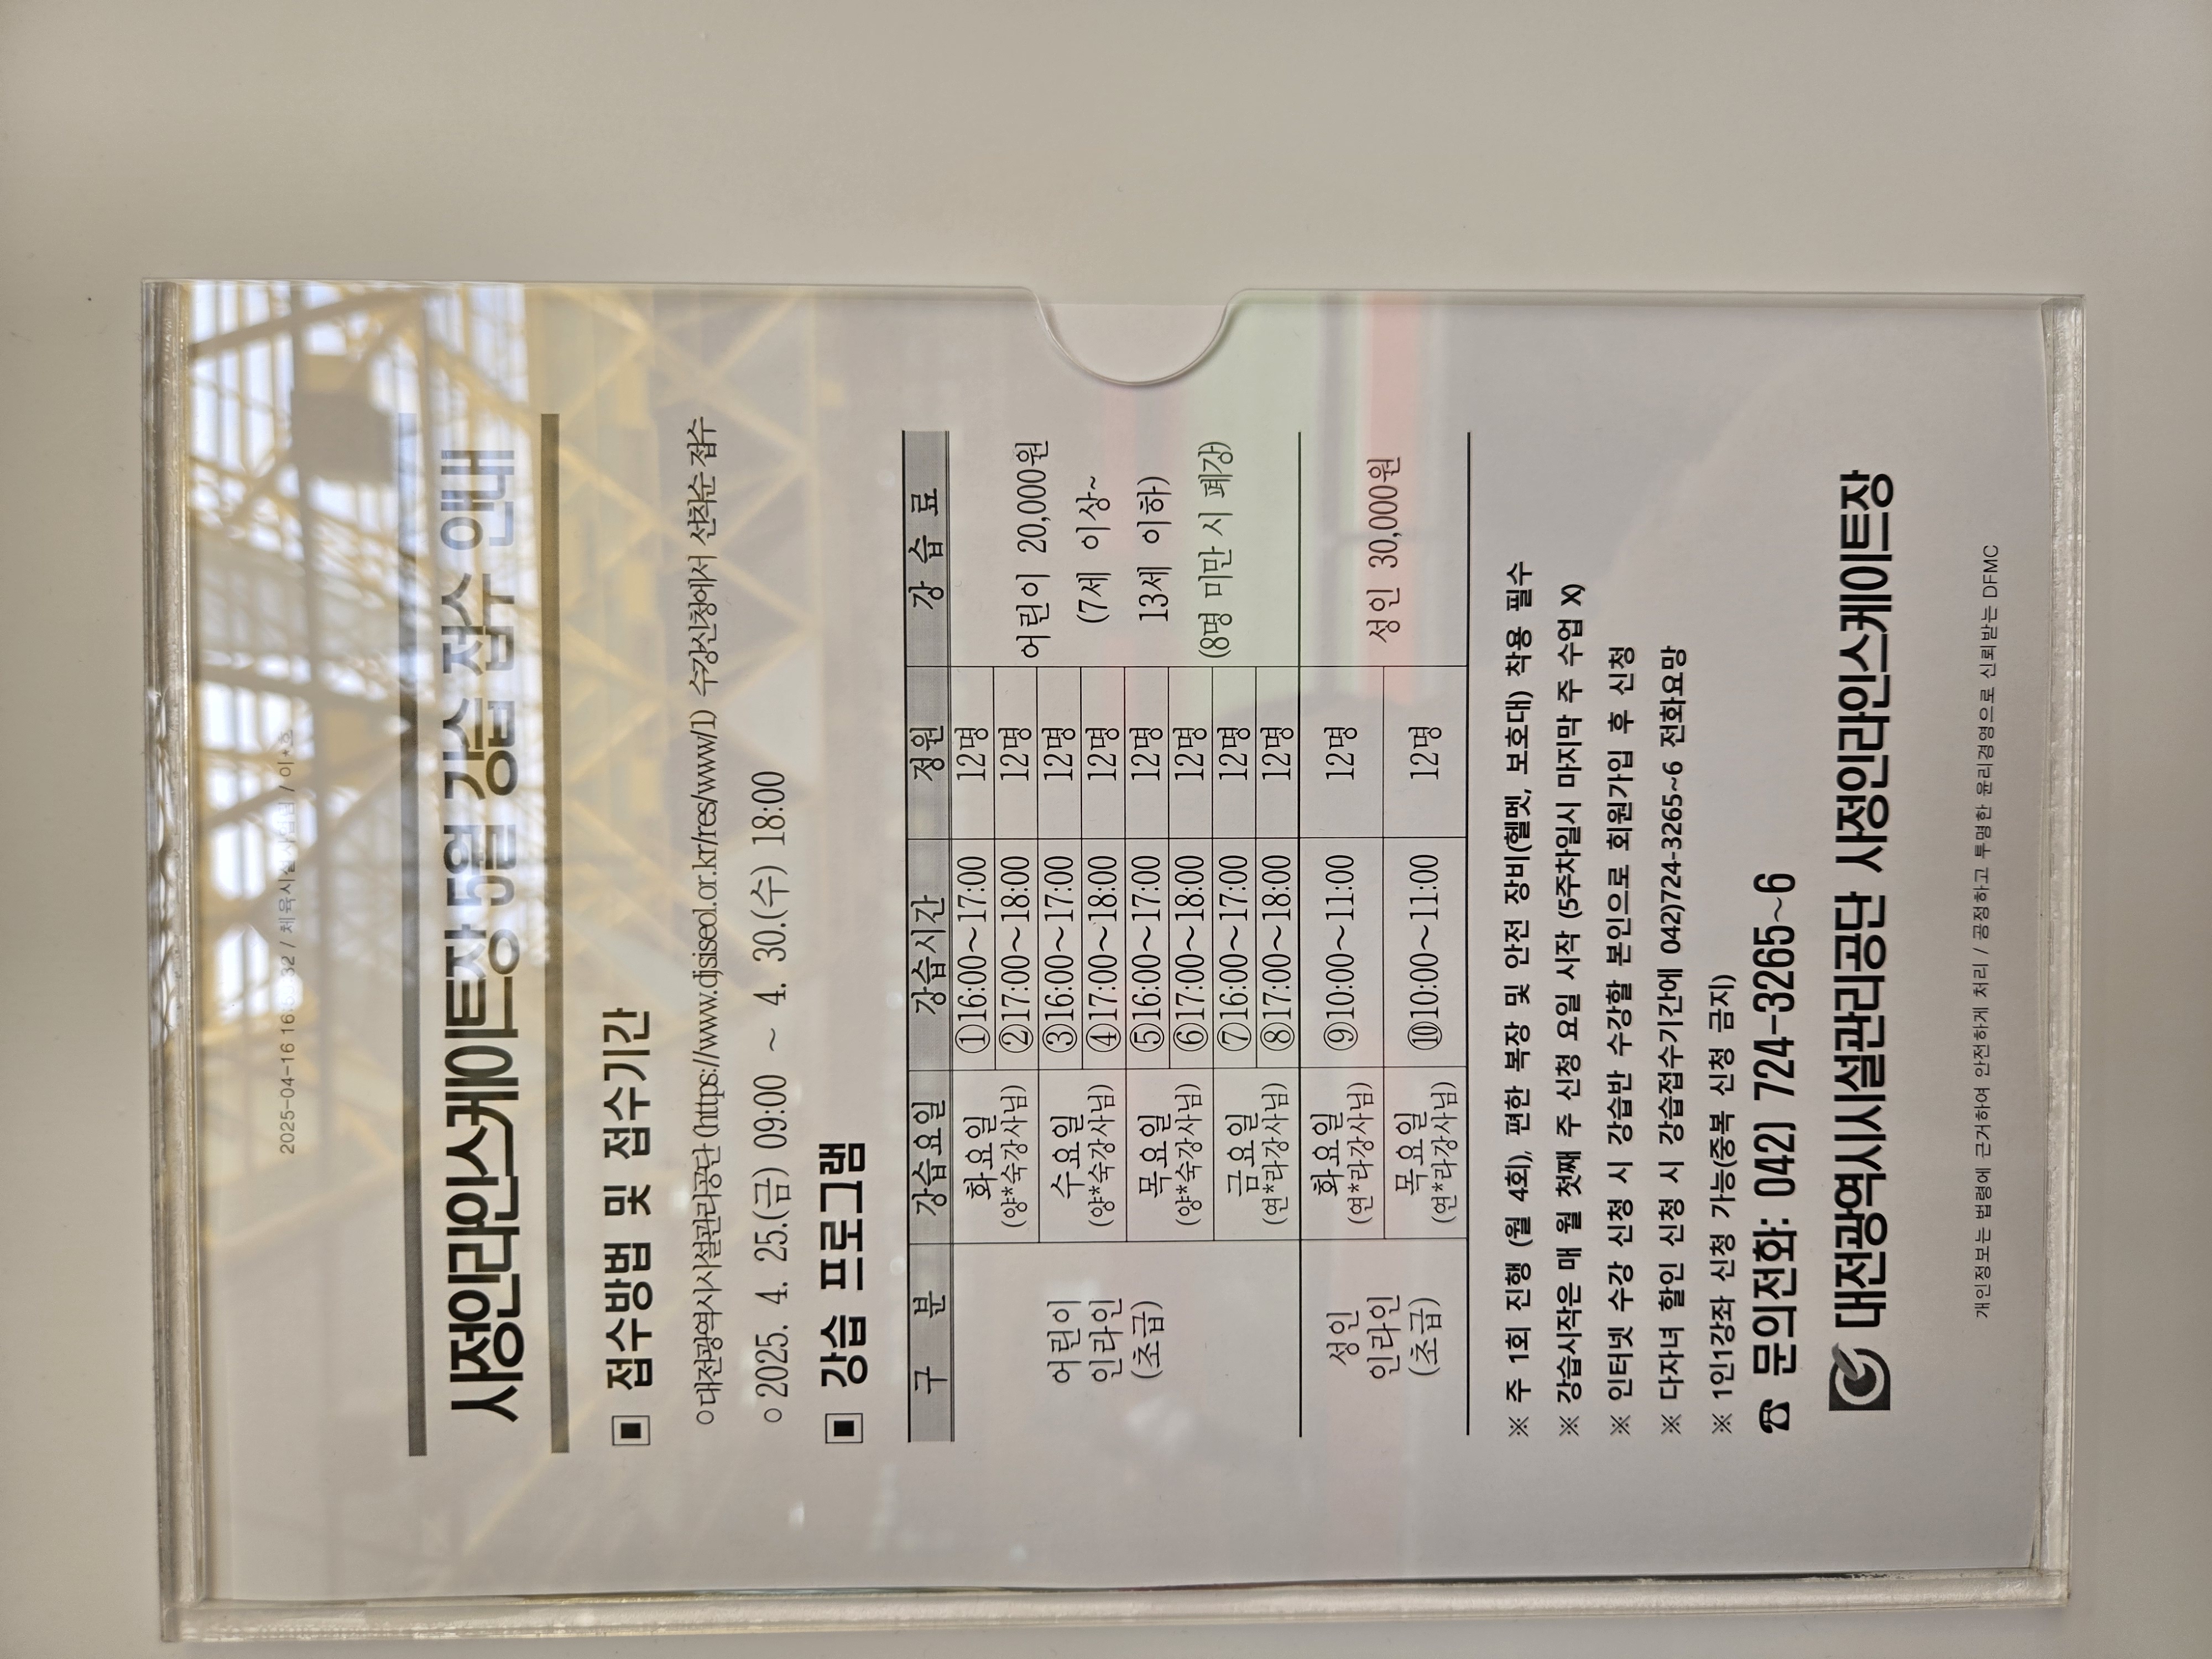 2025-04-16 16: 32 / 체육시설 / 이*호
사정인라인스케이트장 5월 강습 접수 안내
▣ 접수방법 및 접수기간
○대전광역시시설관리공단(https://www.djsiseol.or.kr/res/www/1) 수강신청에서 선착순 접수
○2025. 4. 25.(금) 09:00 ~ 4. 30.(수) 18:00
▣ 강습 프로그램
구 분 강습요일 강습시간 정원 강 습 료
어린이
인라인
(초급)
화요일
(양*숙강사님)
①16:00~17:00 12명
②17:00~18:00 12명
수요일
(양*숙강사님)
③16:00~17:00 12명
④17:00~18:00 12명
목요일
(양*숙강사님)
⑤16:00~17:00 12명
⑥17:00~18:00 12명
금요일
(연*라강사님)
⑦16:00~17:00 12명
⑧17:00~18:00 12명
어린이 20,000원
(7세 이상~
13세 이하)
(8명 미만 시 폐강)
성인
인라인
(초급)
화요일
(연*라강사님)
⑨10:00~11:00 12명
목요일
(연*라강사님)
⑩10:00~11:00 12명
성인 30,000원
※ 주 1회 진행 (월 4회), 편한 복장 및 안전 장비(헬멧, 보호대) 착용 필수
※ 강습시작은 매 월 첫째 주 신청 요일 시작 (5주차일시 마지막 주 수업 X)
※ 인터넷 수강 신청 시 강습반 수강할 본인으로 회원가입 후 신청
※ 다자녀 할인 신청 시 강습접수기간에 042)724-3265~6 전화요망
※ 1인1강좌 신청 가능(중복 신청 금지)
☎ 문의전화: 042) 724-3265~6
대전광역시시설관리공단 사정인라인스케이트장
개인정보는 법령에 근거하여 안전하게 처리 / 공정하고 투명한 윤리경영으로 신뢰받는 DFMC